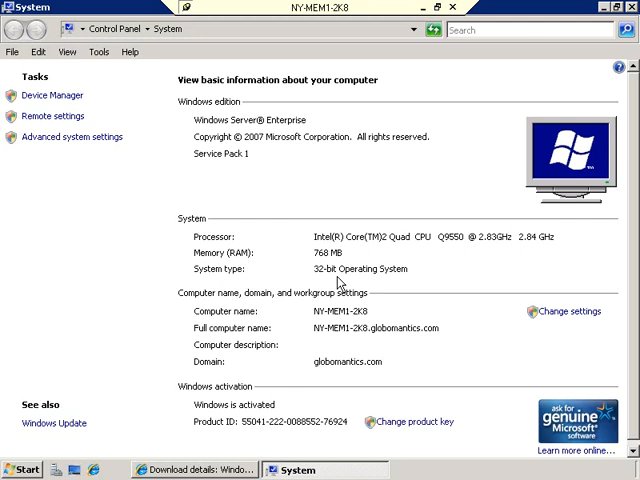 System
NY-MEM1-2K8
Control Panel
System
Search
File Edit View Tools Help
Tasks
Device Manager
Remote settings
Advanced system settings
View basic information about your computer
Windows edition
Windows Server® Enterprise
Copyright © 2007 Microsoft Corporation. All rights reserved.
Service Pack 1
System
Processor: Intel(R) Core(TM)2 Quad CPU Q9550 @ 2.83GHz 2.84 GHz
Memory (RAM): 768 MB
System type: 32-bit Operating System
Computer name, domain, and workgroup settings
Computer name: NY-MEM1-2K8
Change settings
Full computer name: NY-MEM1-2K8.globomantics.com
Computer description:
Domain: globomantics.com
Windows activation
Windows is activated
Product ID: 55041-222-0088552-76924
Change product key
ask for
genuine
Microsoft®
software
Learn more online...
See also
Windows Update
Start
Download details: Windo...
System